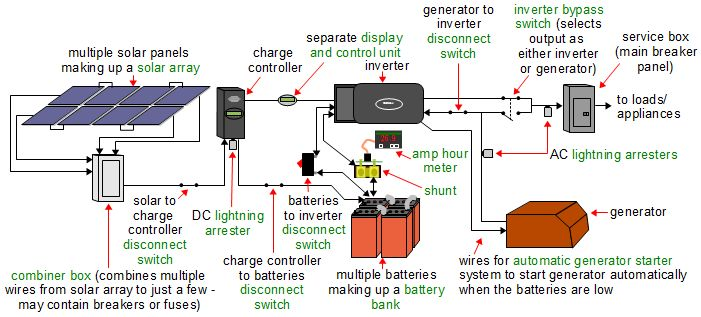 multiple solar panels
making up a solar array
charge
controller
separate display
and control unit
inverter
generator to
inverter
disconnect
switch
inverter bypass
switch (selects
output as
either inverter
or generator)
service box
(main breaker
panel)
to loads/
appliances
amp hour
meter
shunt
AC lightning arresters
generator
solar to
charge
controller
disconnect
switch
DC lightning
arrester
batteries
to inverter
disconnect
switch
charge controller
to batteries
disconnect
switch
combiner box (combines multiple
wires from solar array to just a few -
may contain breakers or fuses)
multiple batteries
making up a battery
bank
wires for automatic generator starter
system to start generator automatically
when the batteries are low